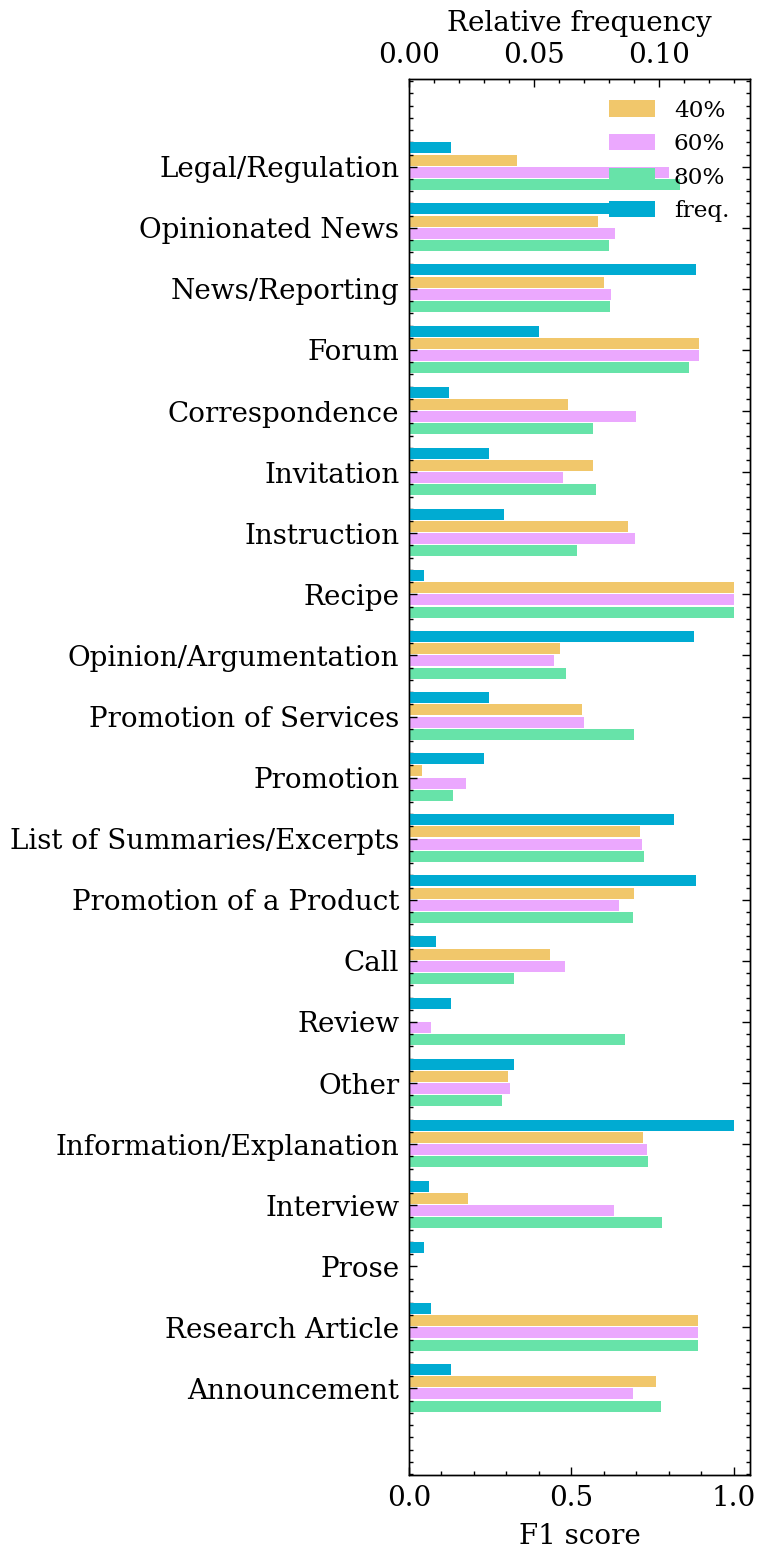 Relative frequency
0.00 0.05 0.10
40%
60%
80%
freq.
Legal/Regulation
Opinionated News
News/Reporting
Forum
Correspondence
Invitation
Instruction
Recipe
Opinion/Argumentation
Promotion of Services
Promotion
List of Summaries/Excerpts
Promotion of a Product
Call
Review
Other
Information/Explanation
Interview
Prose
Research Article
Announcement
0.0 0.5 1.0
F1 score